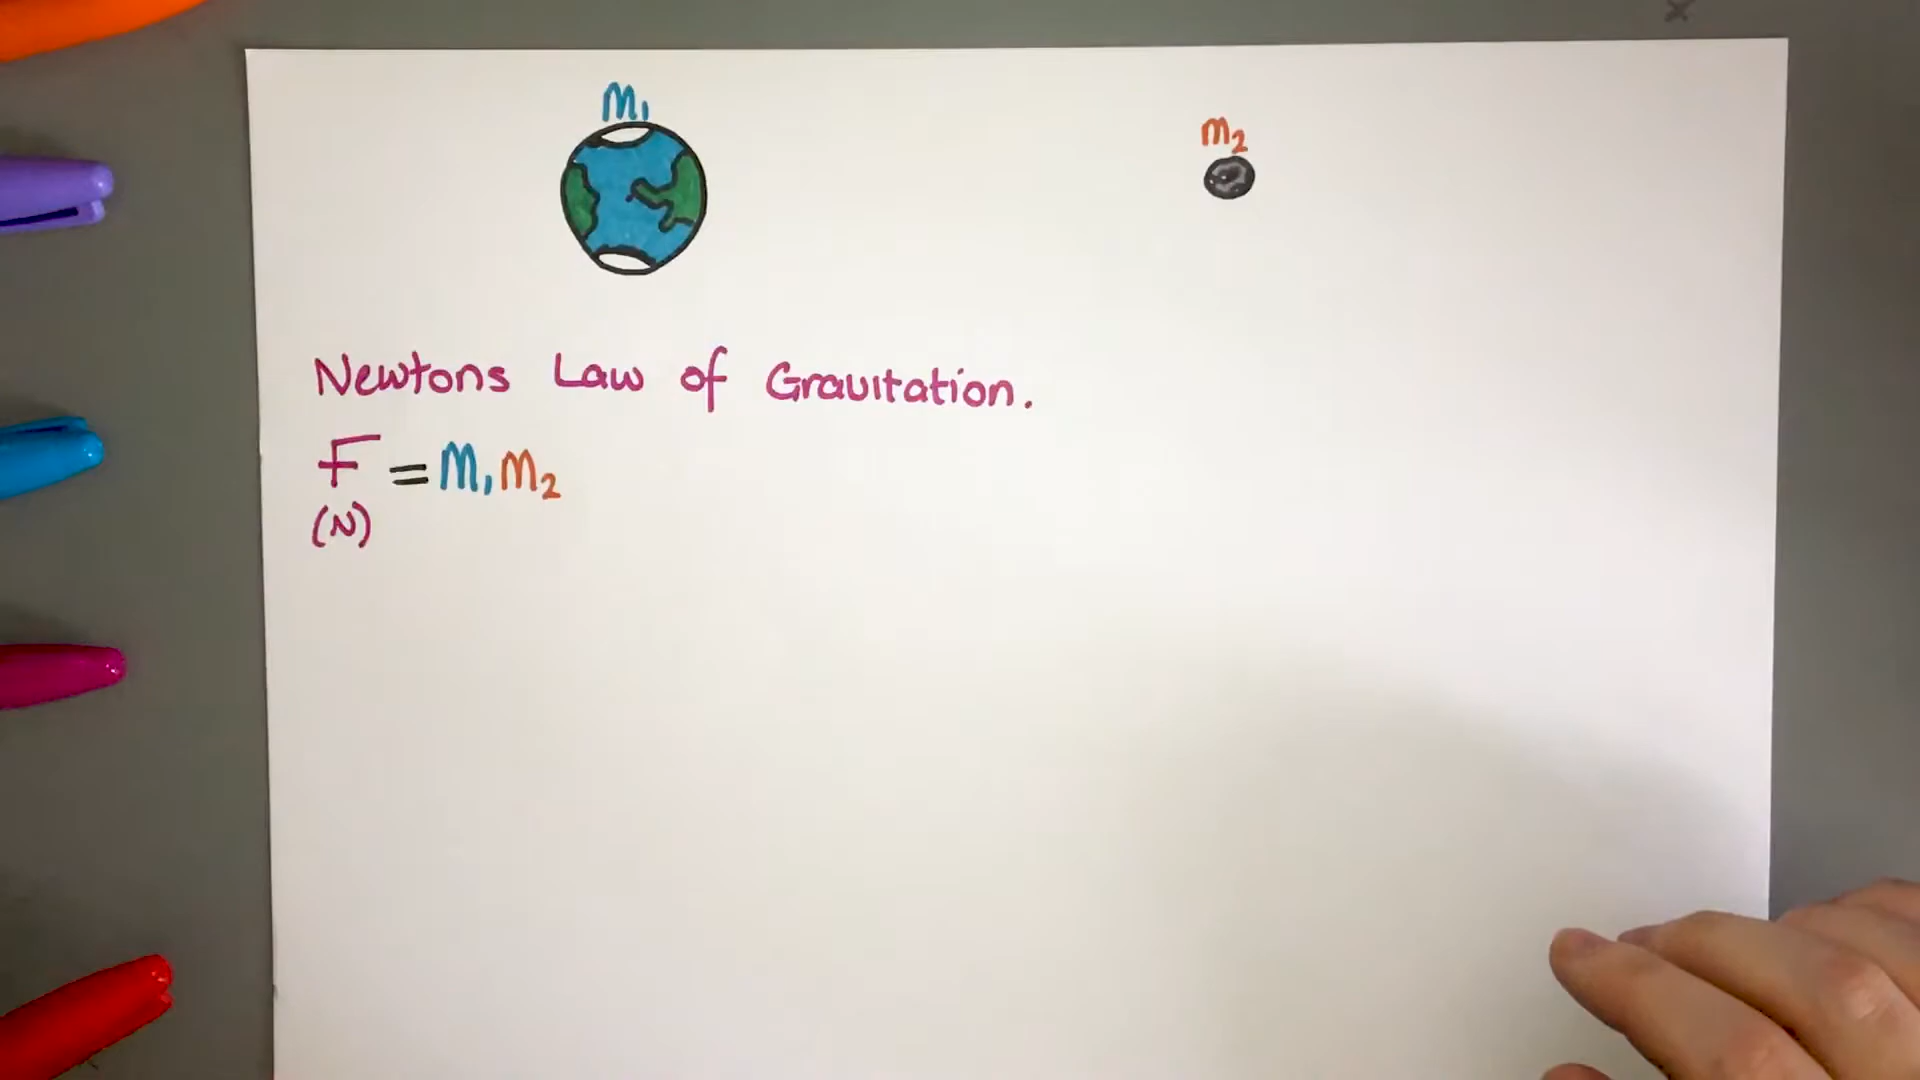 M₁
m₂
Newtons Law of Gravitation.
F = M₁m₂
(N)